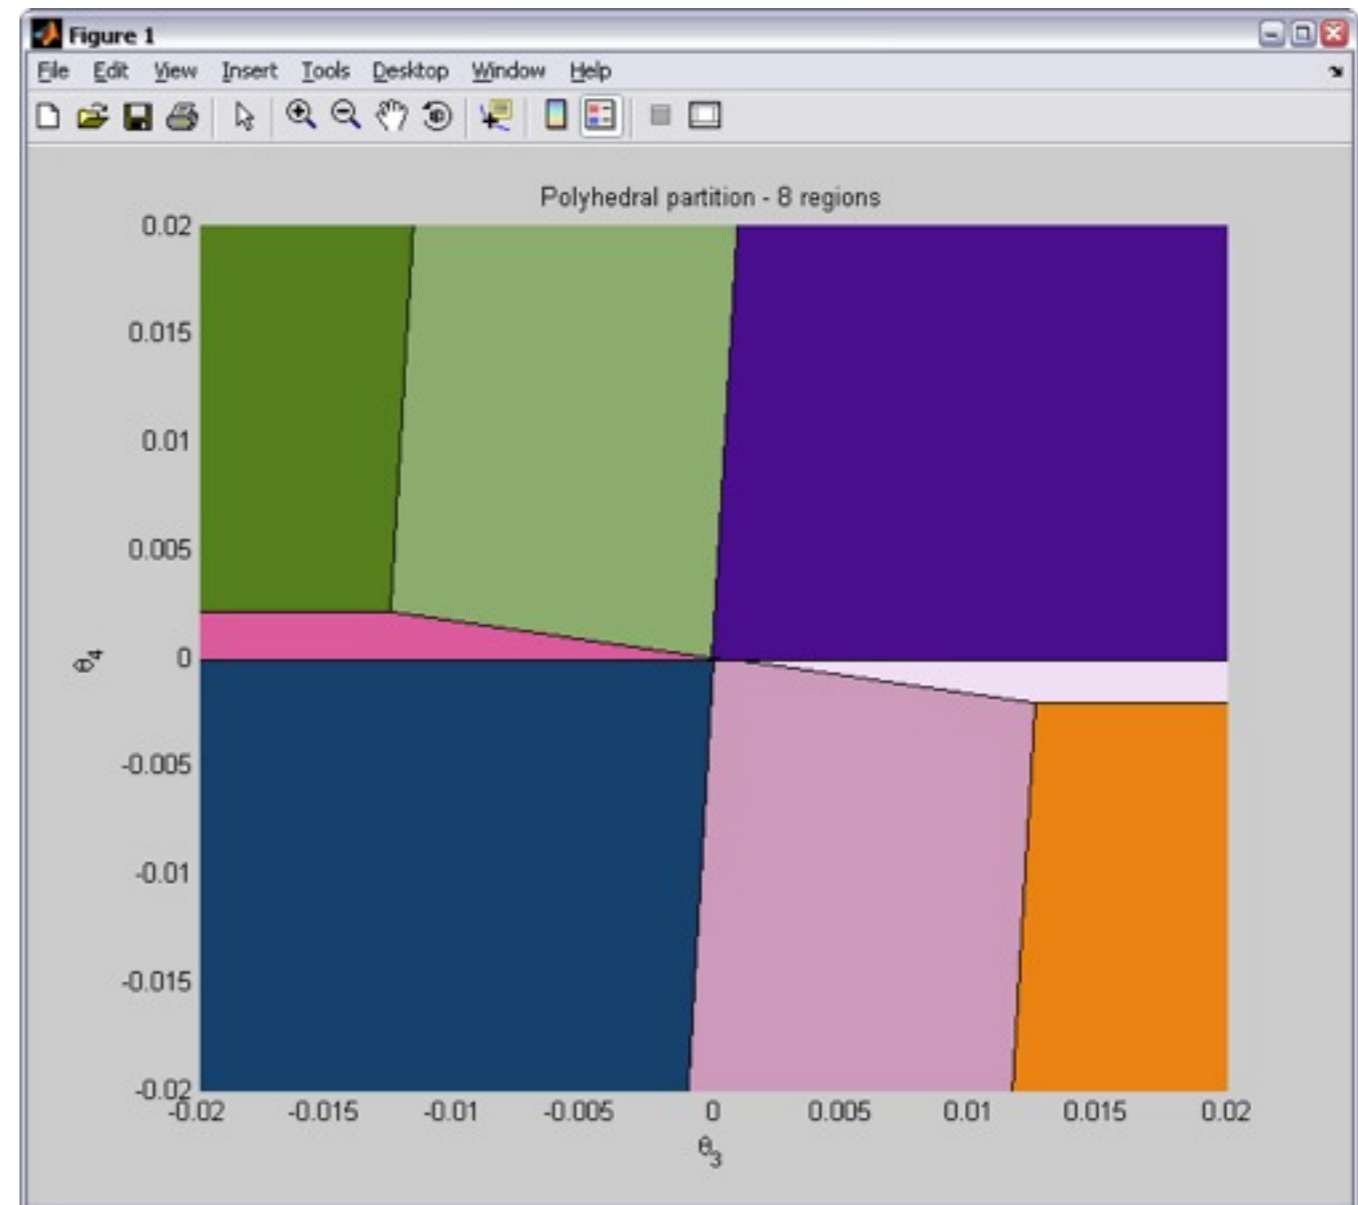 Figure 1
File Edit View Insert Tools Desktop Window Help
Polyhedral partition - 8 regions
0.02
0.015
0.01
0.005
0
-0.005
-0.01
-0.015
-0.02
θ4
-0.02 -0.015 -0.01 -0.005 0 0.005 0.01 0.015 0.02
θ3